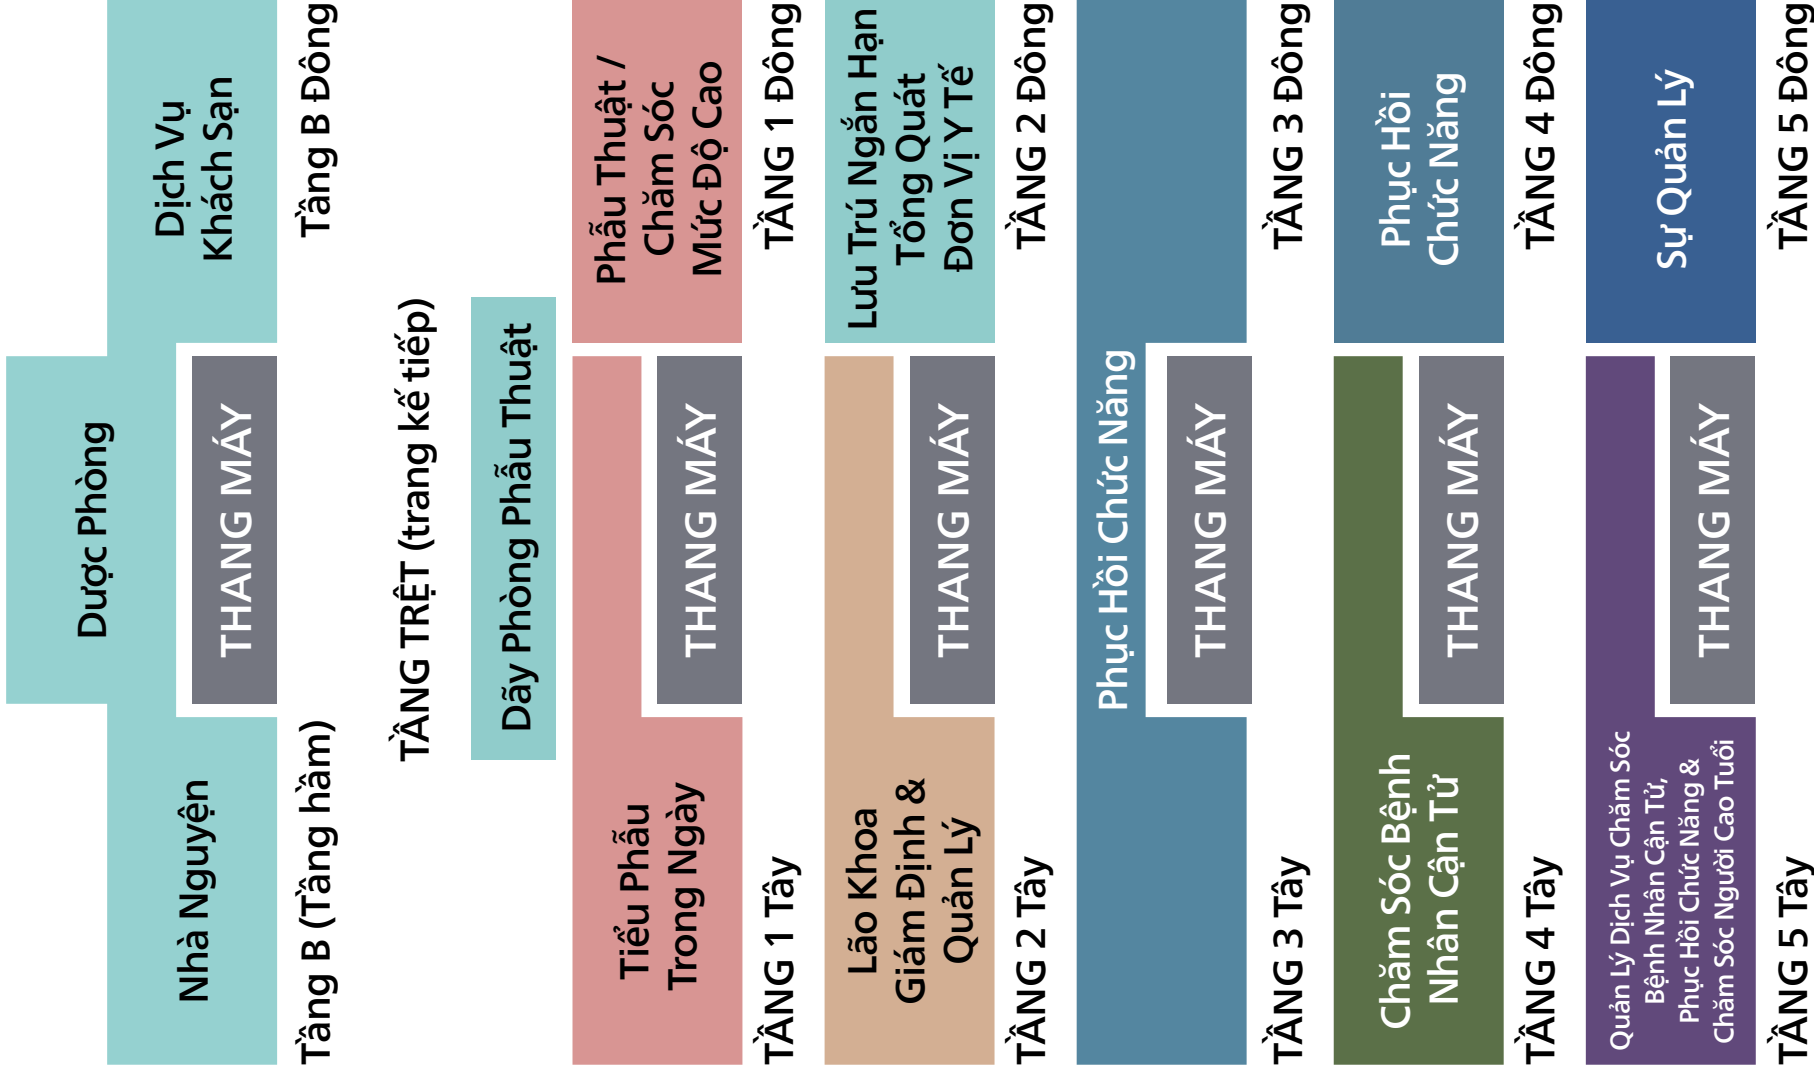 Dược Phòng
Nhà Nguyện
THANG MÁY
Dịch Vụ
Khách Sạn
Tầng B (Tầng hầm)
Tầng B Đông
TẦNG TRỆT (trang kế tiếp)
Dãy Phòng Phẫu Thuật
Tiểu Phẫu
Trong Ngày
THANG MÁY
Phẫu Thuật /
Chăm Sóc
Mức Độ Cao
TẦNG 1 Tây
TẦNG 1 Đông
Lão Khoa
Giám Định &
Quản Lý
THANG MÁY
Lưu Trú Ngắn Hạn
Tổng Quát
Đơn Vị Y Tế
TẦNG 2 Tây
TẦNG 2 Đông
Phục Hồi Chức Năng
THANG MÁY
TẦNG 3 Tây
TẦNG 3 Đông
Chăm Sóc Bệnh
Nhân Cận Tử
THANG MÁY
Phục Hồi
Chức Năng
TẦNG 4 Tây
TẦNG 4 Đông
Quản Lý Dịch Vụ Chăm Sóc
Bệnh Nhân Cận Tử,
Phục Hồi Chức Năng &
Chăm Sóc Người Cao Tuổi
THANG MÁY
Sự Quản Lý
TẦNG 5 Tây
TẦNG 5 Đông